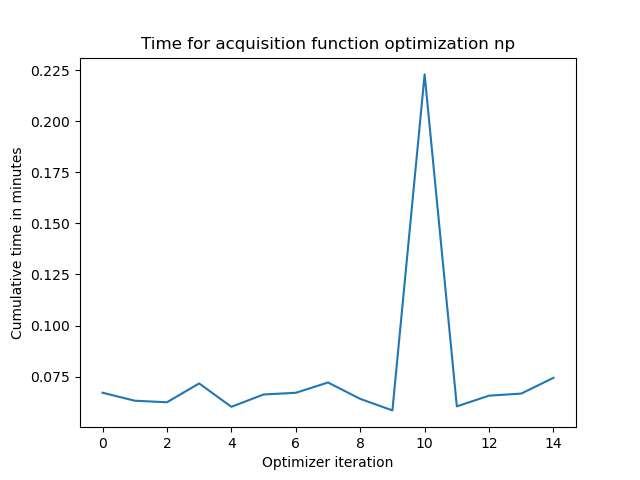 Time for acquisition function optimization np
0.225
0.200
0.175
0.150
0.125
0.100
0.075
Cumulative time in minutes
0 2 4 6 8 10 12 14
Optimizer iteration